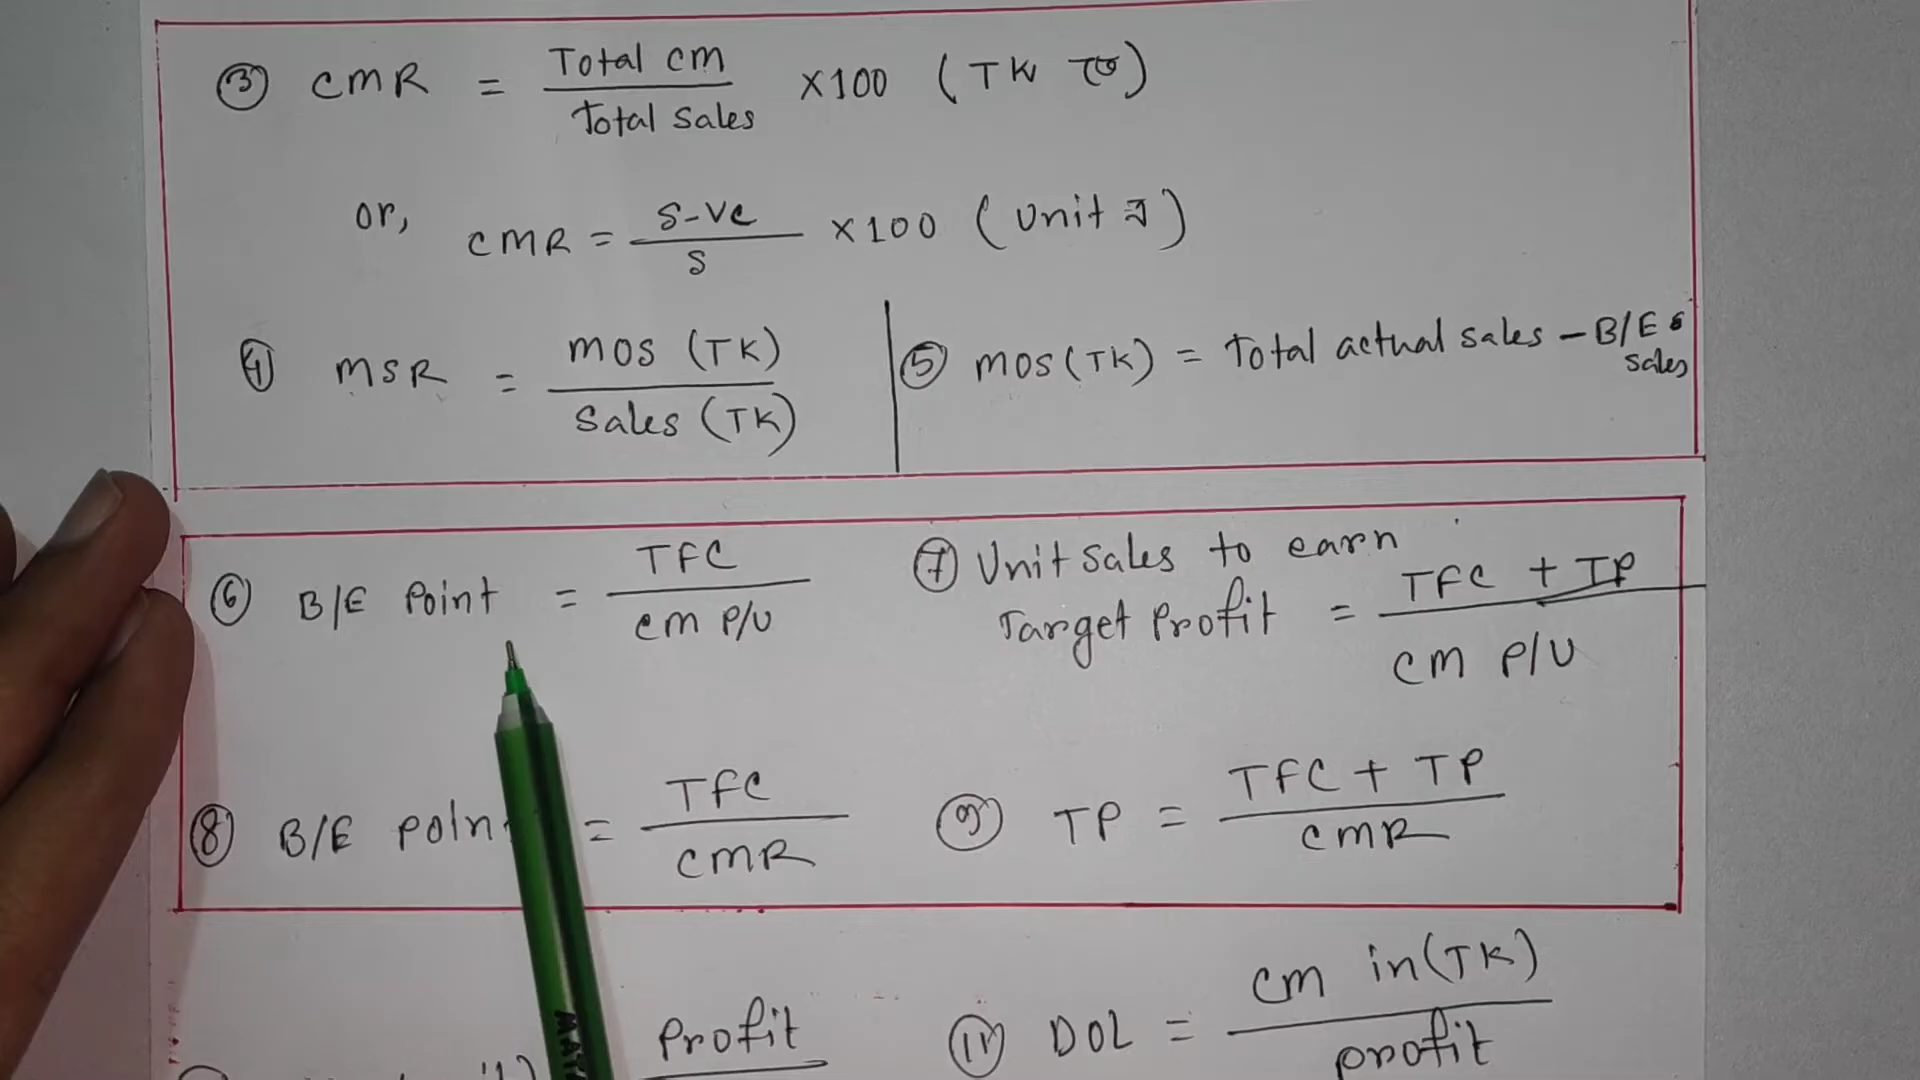 ③ CMR = Total CM / Total Sales × 100 (TK তে)
or, CMR = S-VC / S × 100 (Unit এ)
④ MSR = MOS (TK) / Sales (TK)
⑤ MOS (TK) = Total actual sales – B/E sales
⑥ B/E Point = TFC / CM P/U
⑦ Unit Sales to earn Target Profit = TFC + TP / CM P/U
⑧ B/E Point = TFC / CMR
⑨ TP = TFC + TP / CMR
Profit
DOL = CM in (TK) / profit